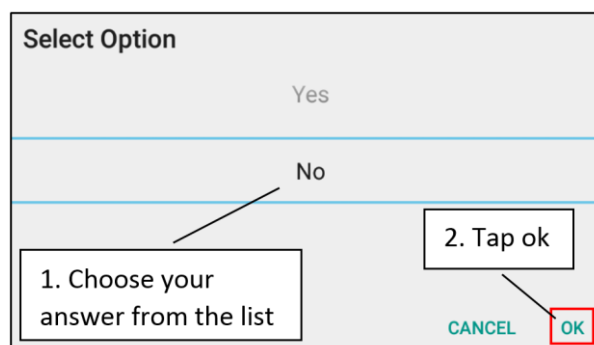 Select Option
Yes
No
2. Tap ok
1. Choose your
answer from the list
CANCEL OK